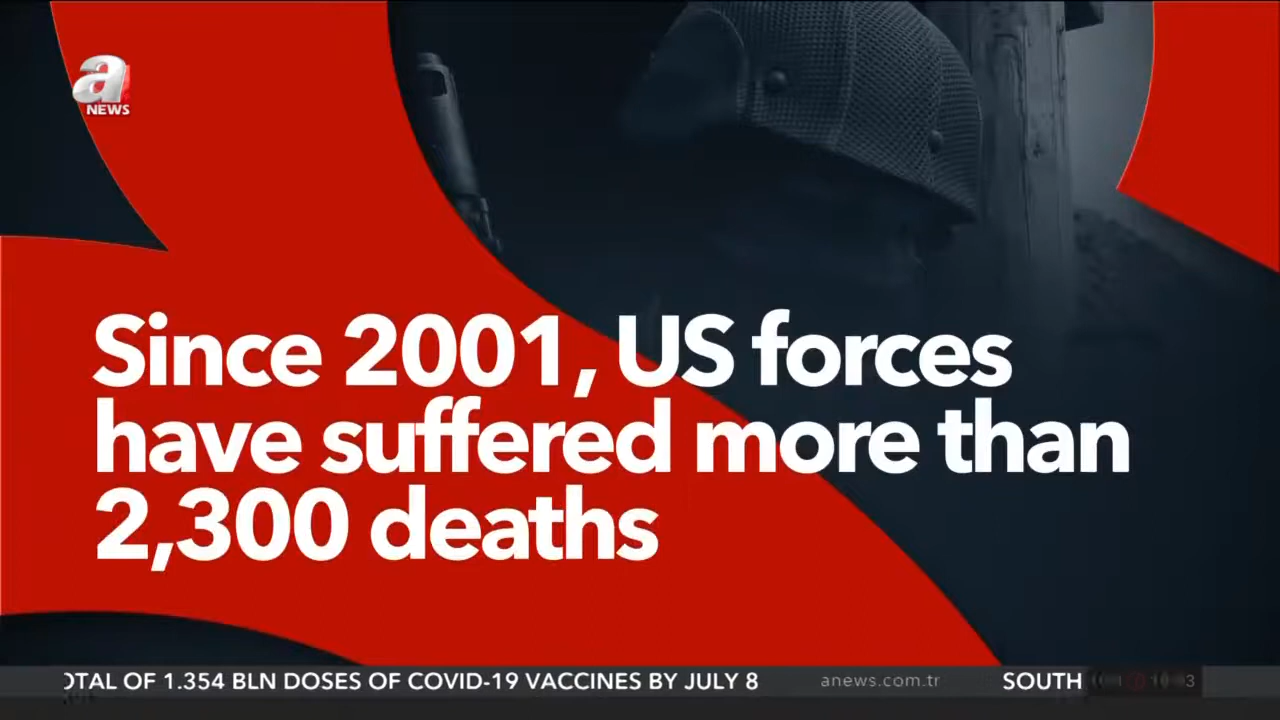 a
NEWS
Since 2001, US forces
have suffered more than
2,300 deaths
OTAL OF 1.354 BLN DOSES OF COVID-19 VACCINES BY JULY 8 anews.com.tr SOUTH